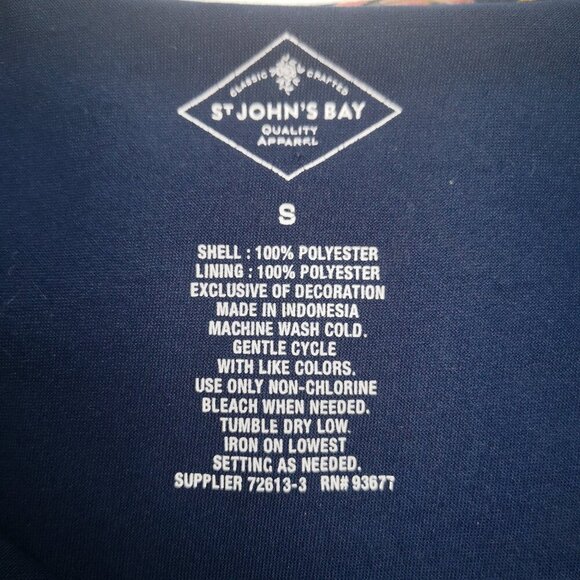 CLASSIC CRAFTED
ST JOHN'S BAY
QUALITY
APPAREL
S
SHELL : 100% POLYESTER
LINING : 100% POLYESTER
EXCLUSIVE OF DECORATION
MADE IN INDONESIA
MACHINE WASH COLD.
GENTLE CYCLE
WITH LIKE COLORS.
USE ONLY NON-CHLORINE
BLEACH WHEN NEEDED.
TUMBLE DRY LOW.
IRON ON LOWEST
SETTING AS NEEDED.
SUPPLIER 72613-3 RN# 93677